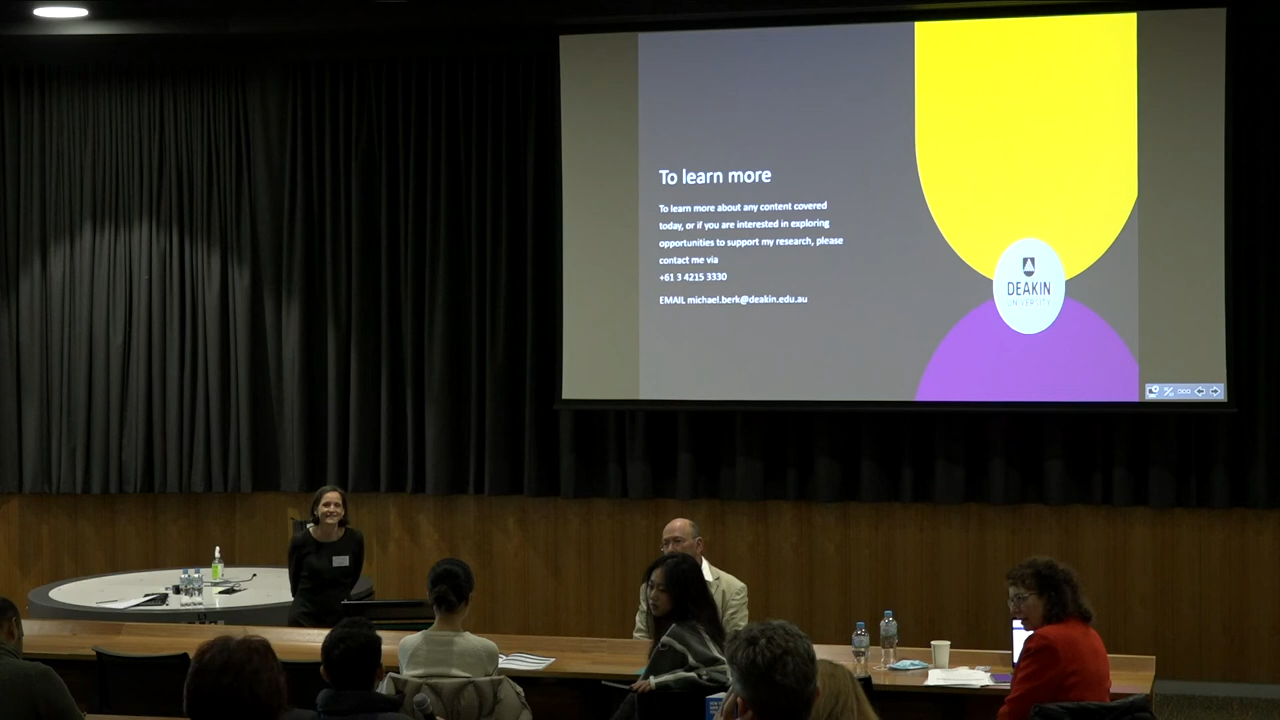 To learn more
To learn more about any content covered
today, or if you are interested in exploring
opportunities to support my research, please
contact me via
+61 3 4215 3330
EMAIL michael.berk@deakin.edu.au
DEAKIN
UNIVERSITY